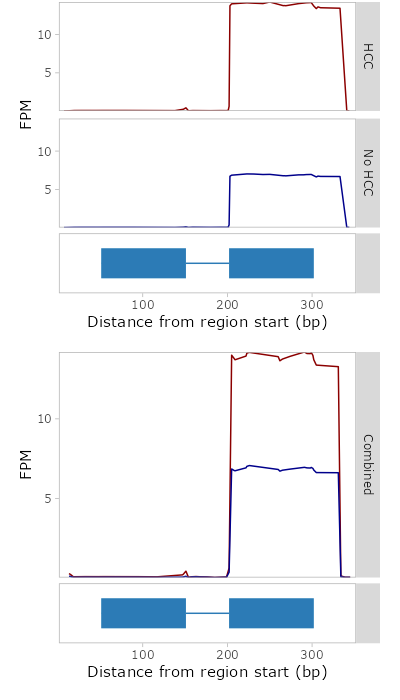 10
5
HCC
FPM
10
5
No HCC
100 200 300
Distance from region start (bp)
10
5
FPM
Combined
100 200 300
Distance from region start (bp)